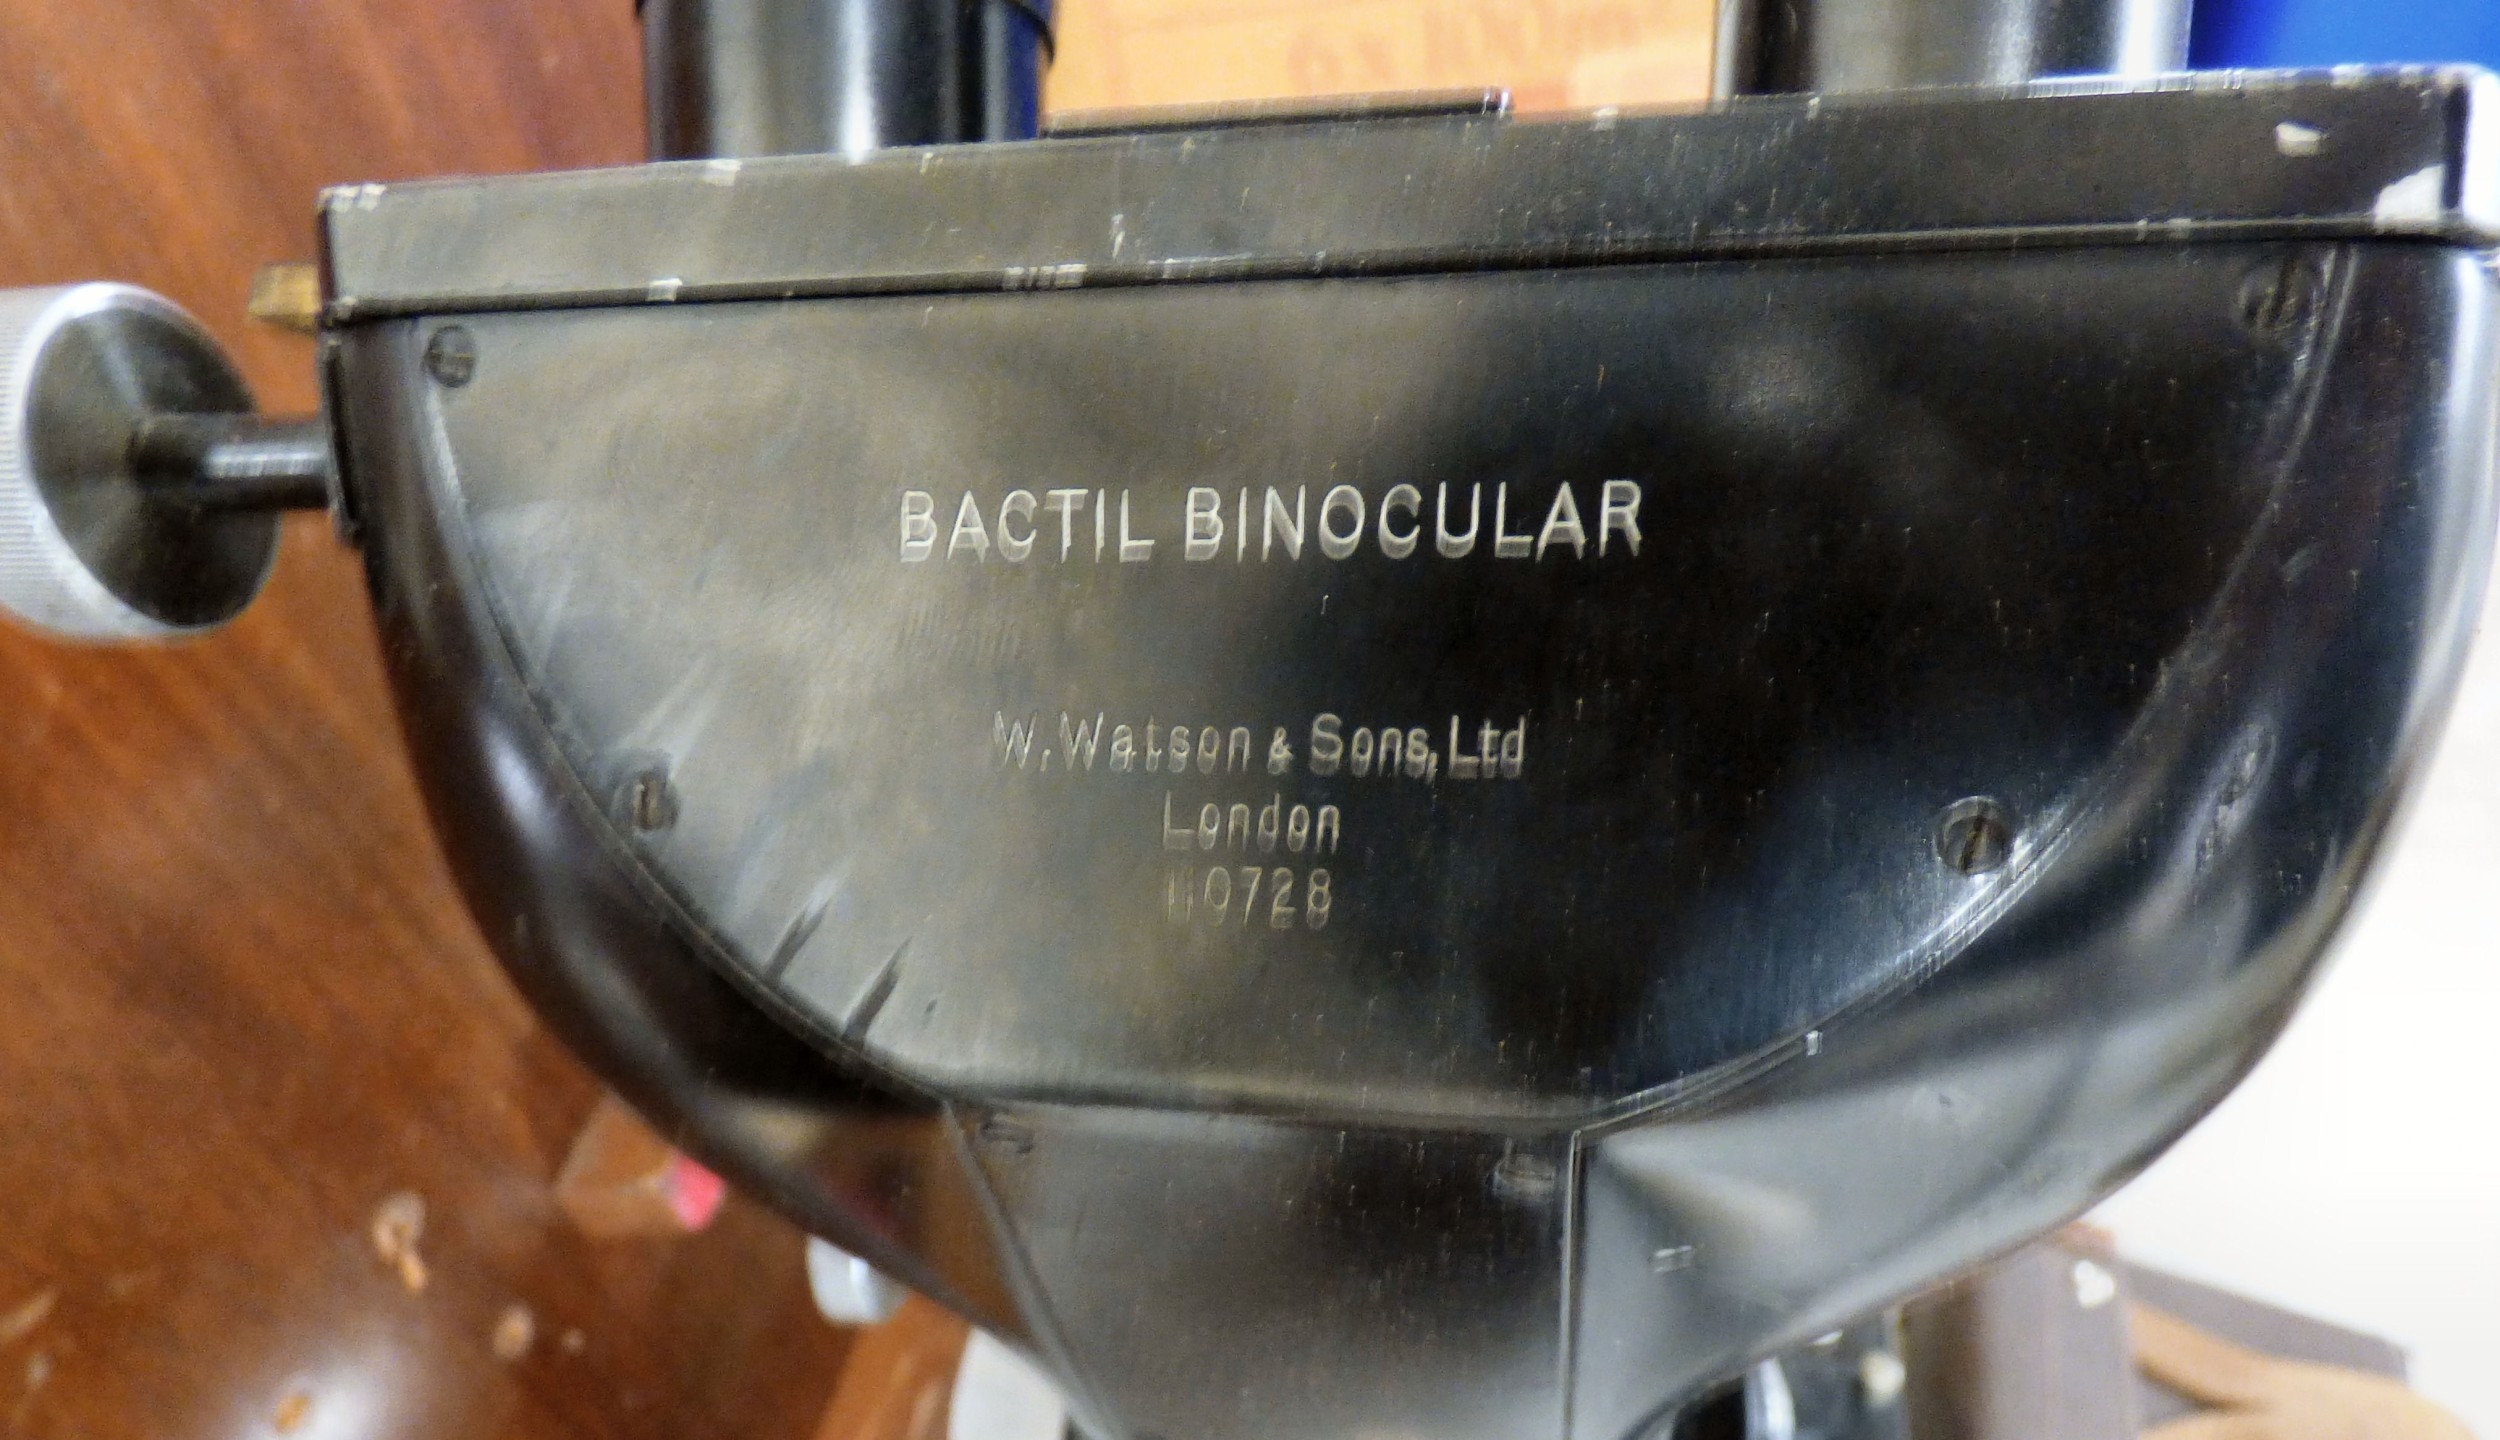 BACTIL BINOCULAR
W. Watson & Sons, Ltd
London
110728